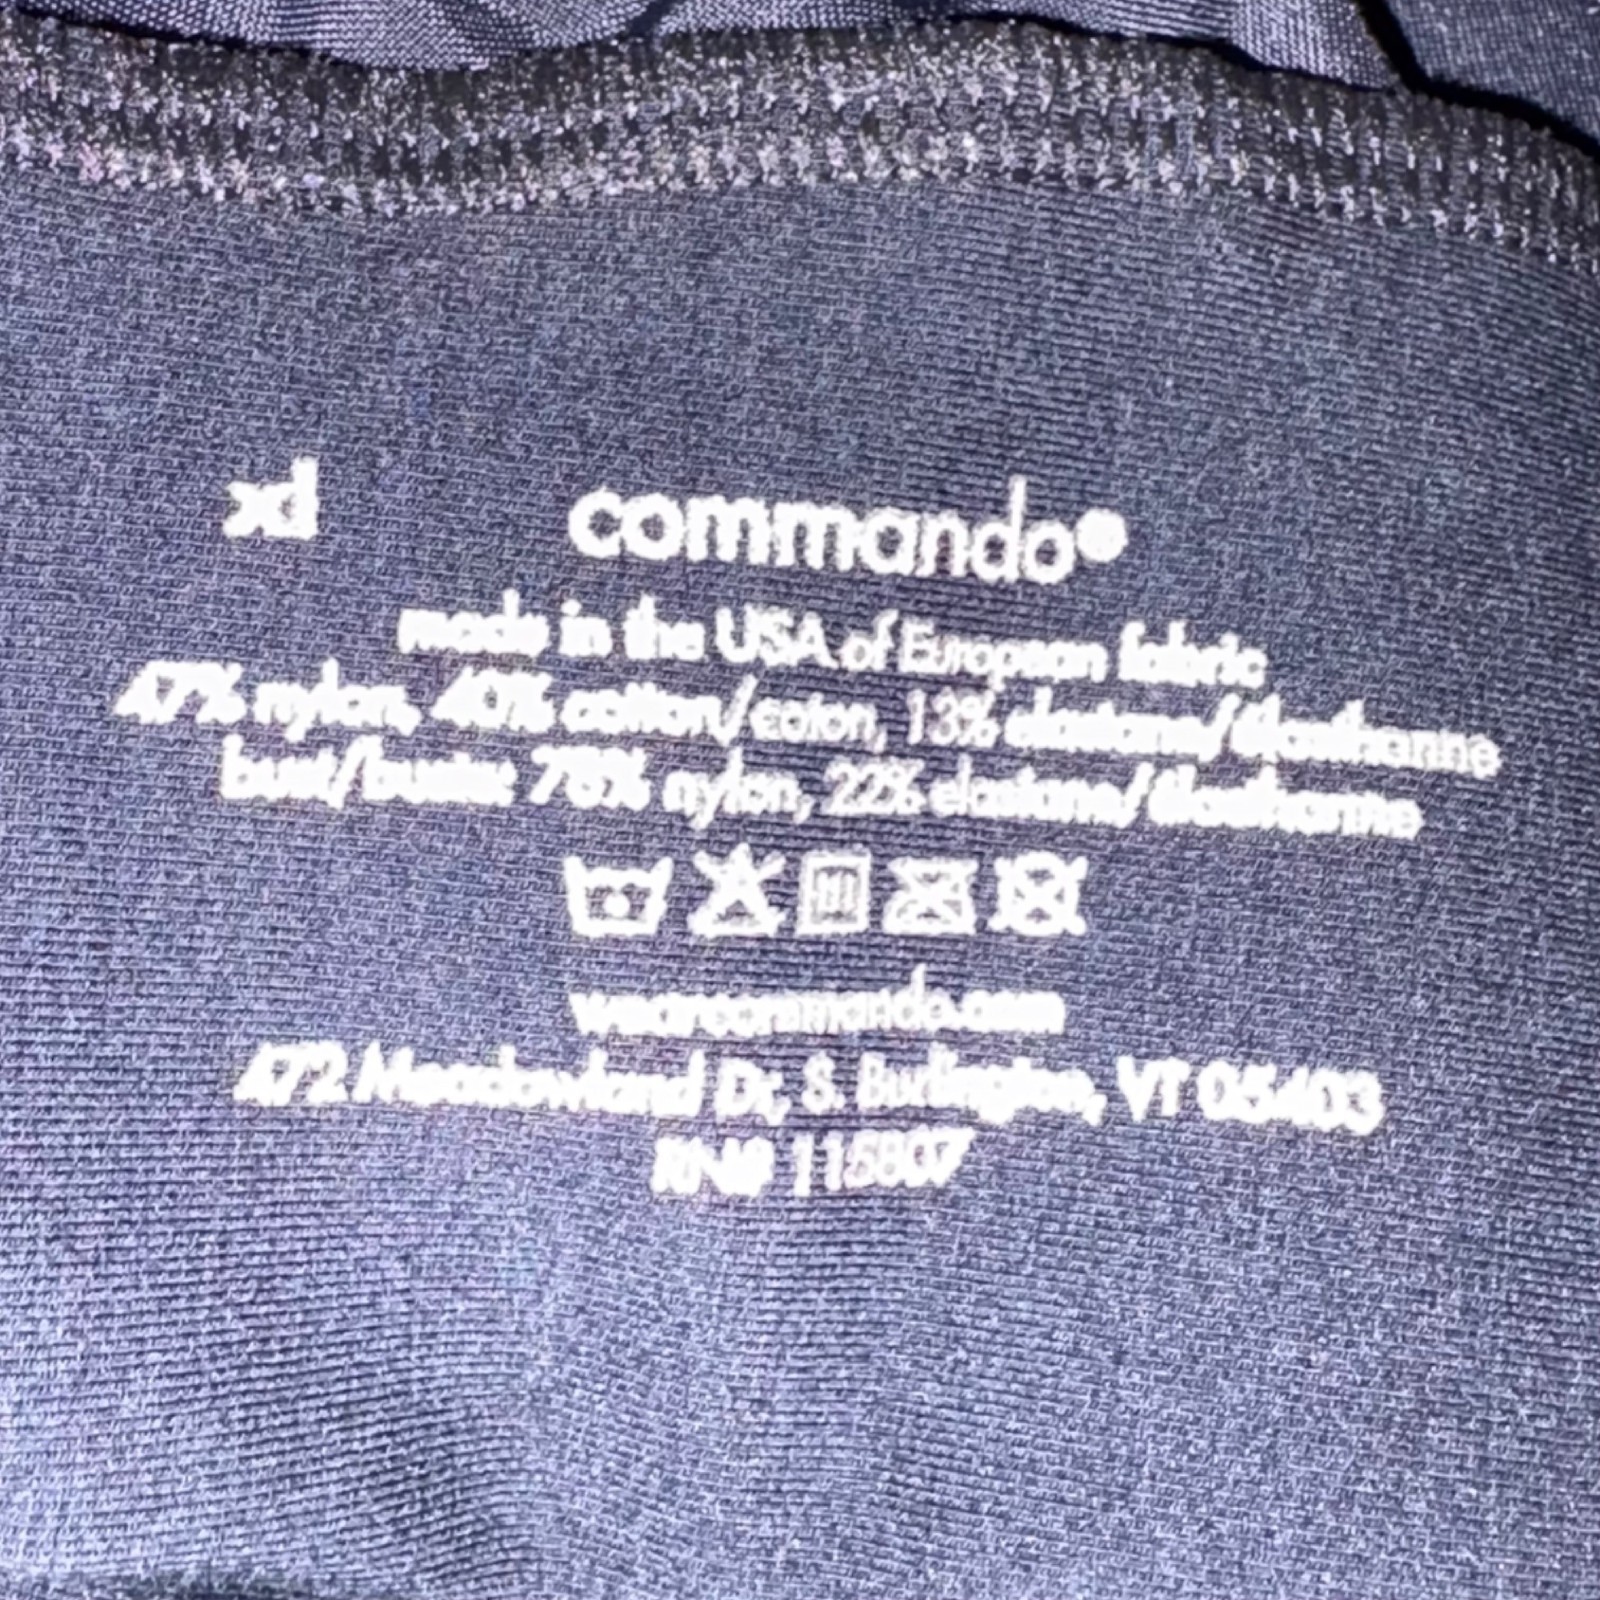 xl commando®
made in the USA of European fabric
47% nylon, 40% cotton/coton, 13% elastane/élasthanne
bust/buste: 78% nylon, 22% elastane/élasthanne
wearcommando.com
472 Meadowland Dr, S. Burlington, VT 05403
RN# 115807